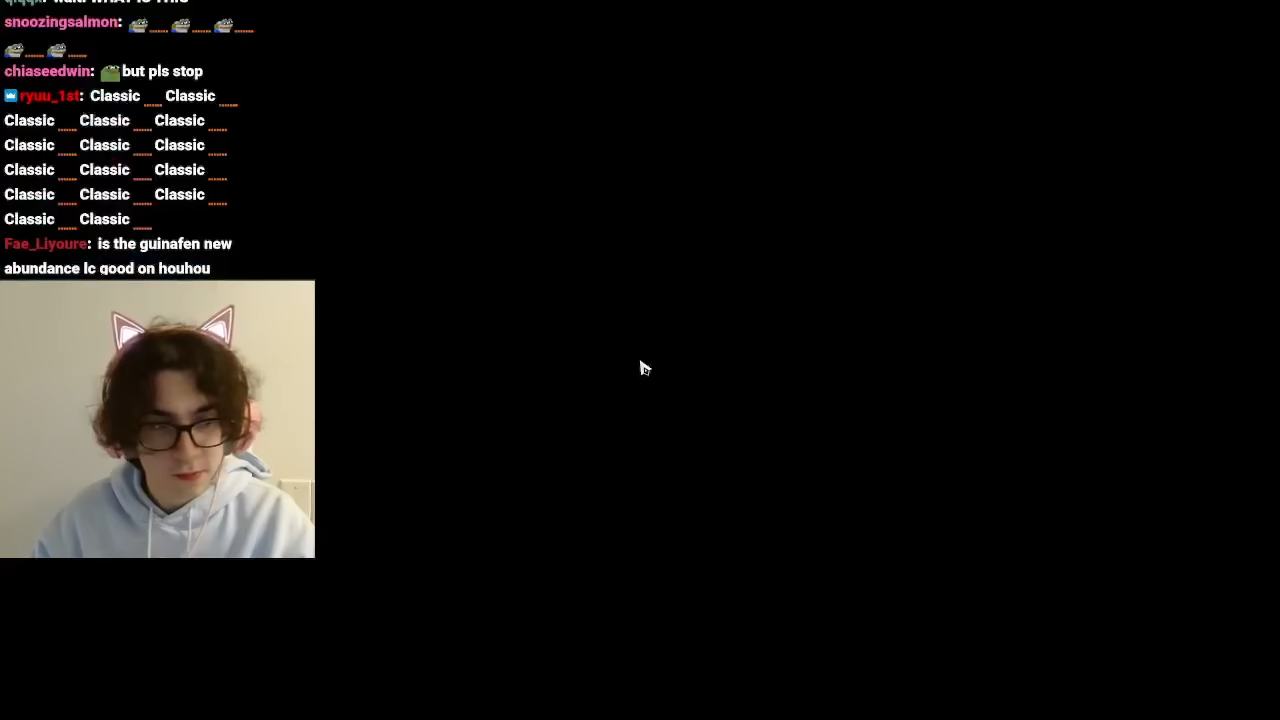 snoozingsalmon:
chiaseedwin: but pls stop
ryuu_1st: Classic Classic
Classic Classic Classic
Classic Classic Classic
Classic Classic Classic
Classic Classic Classic
Classic Classic
Fae_Liyoure: is the guinafen new
abundance lc good on houhou